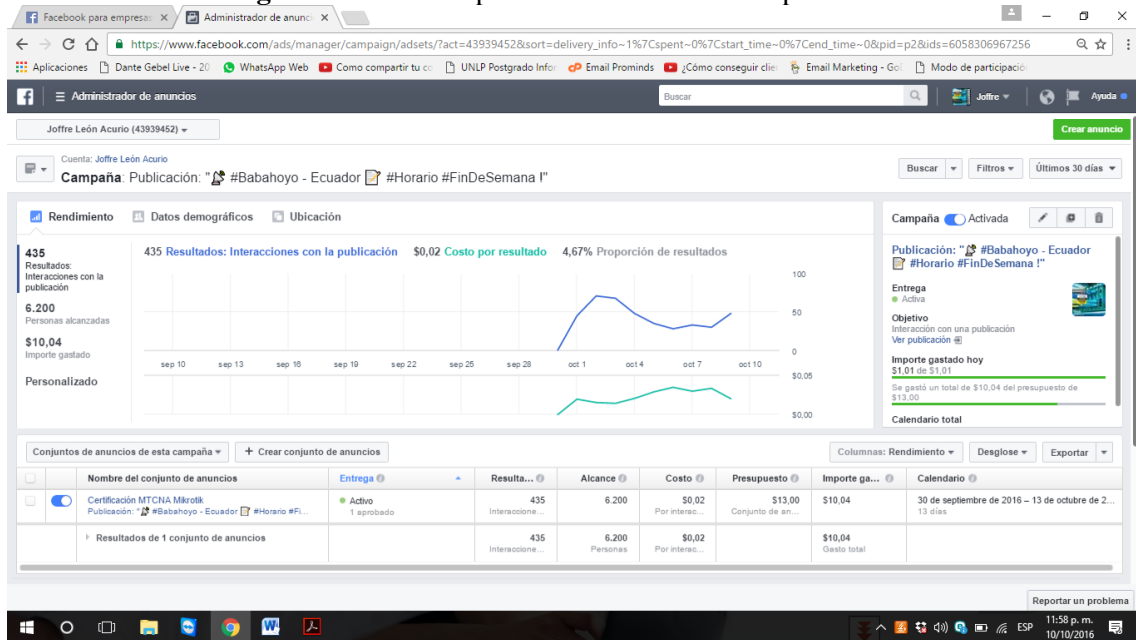 Facebook para empresas
Administrador de anuncio
https://www.facebook.com/ads/manager/campaign/adsets/?act=43939452&sort=delivery_info~1%7Cspent~0%7Cstart_time~0%7Cend_time~0&pid=p2&ids=6058306967256
Aplicaciones Dante Gebel Live - 20 WhatsApp Web Como compartir tu co UNLP Postgrado Infor Email Prominds ¿Cómo conseguir clie Email Marketing - Go Modo de participació
Administrador de anuncios Buscar Joffre Ayuda
Joffre León Acurio (43939452) Crear anuncio
Cuenta: Joffre León Acurio
Campaña: Publicación: "📡 #Babahoyo - Ecuador 📝 #Horario #FinDeSemana !" Buscar Filtros Últimos 30 días
Rendimiento Datos demográficos Ubicación
435
Resultados:
Interacciones con la
publicación
6.200
Personas alcanzadas
$10,04
Importe gastado
Personalizado
435 Resultados: Interacciones con la publicación $0,02 Costo por resultado 4,67% Proporción de resultados
100
50
0
sep 10 sep 13 sep 16 sep 19 sep 22 sep 25 sep 28 oct 1 oct 4 oct 7 oct 10
$0,05
$0,00
Campaña Activada
Publicación: "📡 #Babahoyo - Ecuador
📝 #Horario #FinDeSemana !"
Entrega
Activa
Objetivo
Interacción con una publicación
Ver publicación
Importe gastado hoy
$1,01 de $1,01
Se gastó un total de $10,04 del presupuesto de
$13,00
Calendario total
Conjuntos de anuncios de esta campaña + Crear conjunto de anuncios Columnas: Rendimiento Desglose Exportar
Nombre del conjunto de anuncios Entrega Resulta... Alcance Costo Presupuesto Importe ga... Calendario
Certificación MTCNA Mikrotik Activo 435 6.200 $0,02 $13,00 $10,04 30 de septiembre de 2016 – 13 de octubre de 2...
Publicación: "📡 #Babahoyo - Ecuador 📝 #Horario #Fi... 1 aprobado Interaccione... Por interac... Conjunto de an... 13 días
Resultados de 1 conjunto de anuncios 435 6.200 $0,02 $10,04
Interaccione... Personas Por interac... Gasto total
Reportar un problema
ESP 11:58 p. m.
10/10/2016